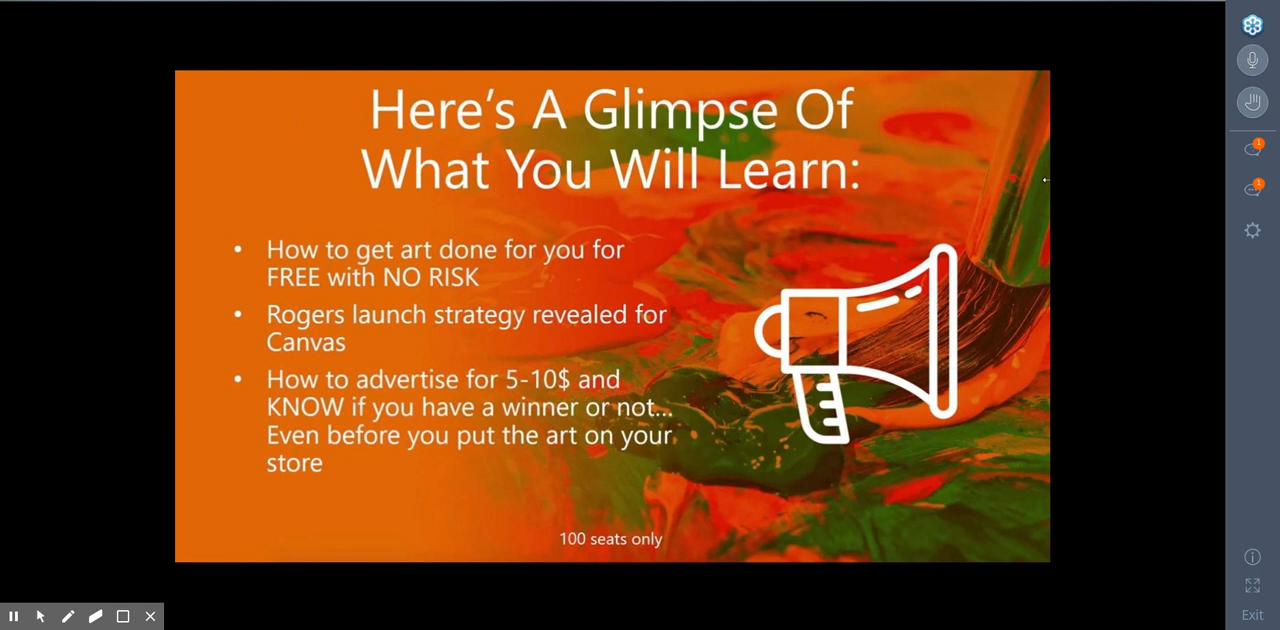 Here's A Glimpse Of
What You Will Learn:
• How to get art done for you for
FREE with NO RISK
• Rogers launch strategy revealed for
Canvas
• How to advertise for 5-10$ and
KNOW if you have a winner or not...
Even before you put the art on your
store
100 seats only
1
1
Exit